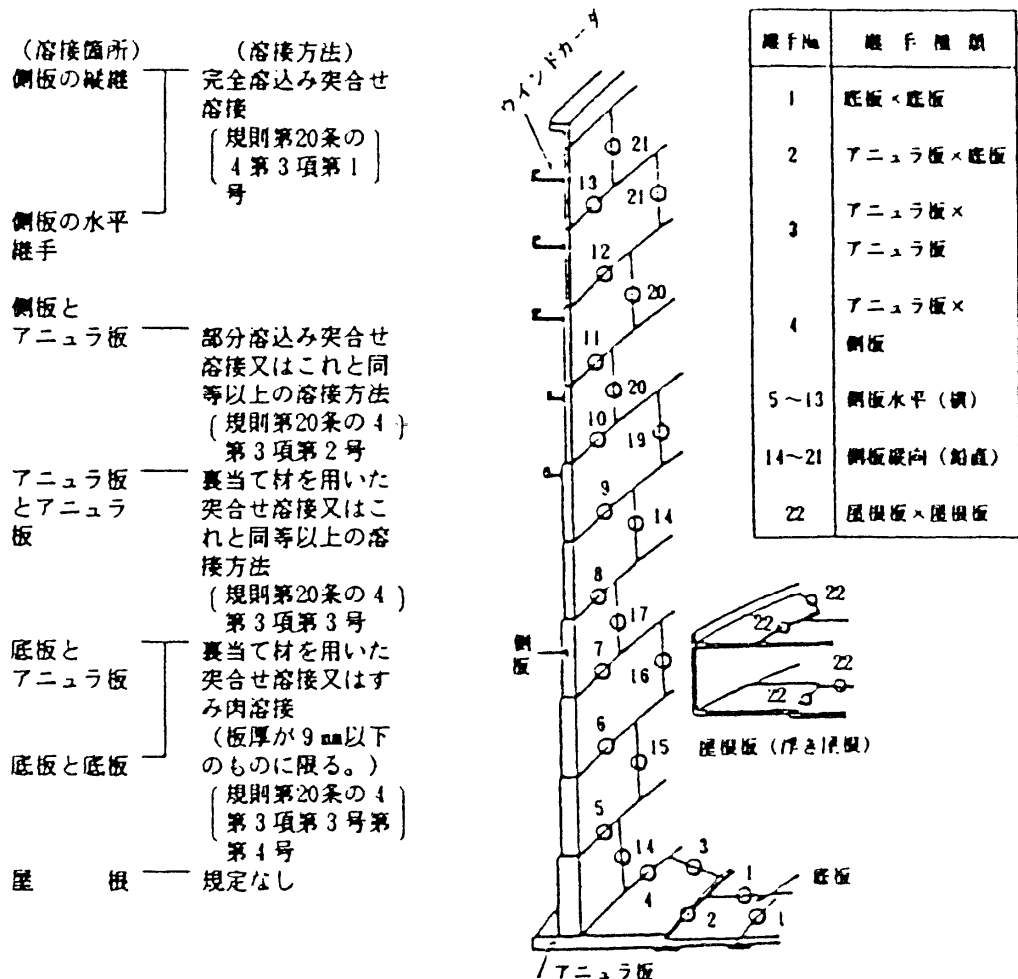 (溶接箇所)
(溶接方法)
側板の縦継
完全溶込み突合せ
溶接
規則第20条の
4第3項第1
号
側板の水平
継手
側板と
アニュラ板
部分溶込み突合せ
溶接又はこれと同
等以上の溶接方法
(規則第20条の4)
第3項第2号
アニュラ板
とアニュラ
板
裏当て材を用いた
突合せ溶接又はこ
れと同等以上の溶
接方法
(規則第20条の4)
第3項第3号
底板と
アニュラ板
裏当て材を用いた
突合せ溶接又はす
み肉溶接
(板厚が9mm以下
のものに限る。)
底板と底板
規則第20条の4
第3項第3号第
第4号
屋 根
規定なし
ウインドガーダ
21
13
21
12
20
11
20
10
19
9
14
8
17
7
16
側板
6
15
5
14
3
4
1
底板
2
1
アニュラ板
継手No.
継手種類
1
底板×底板
2
アニュラ板×底板
3
アニュラ板×
アニュラ板
4
アニュラ板×
側板
5~13
側板水平(横)
14~21
側板縦向(鉛直)
22
屋根板×屋根板
22
22
22
22
屋根板(浮き屋根)